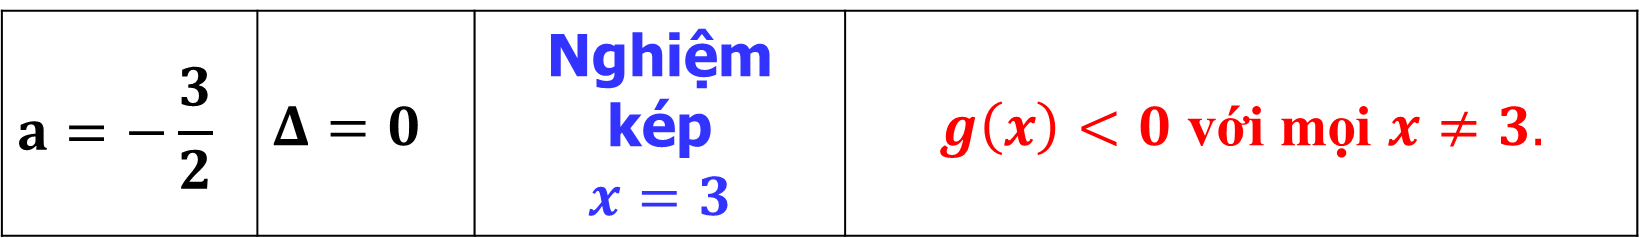 a = −3/2
Δ = 0
Nghiệm
kép
x = 3
g(x) < 0 với mọi x ≠ 3.